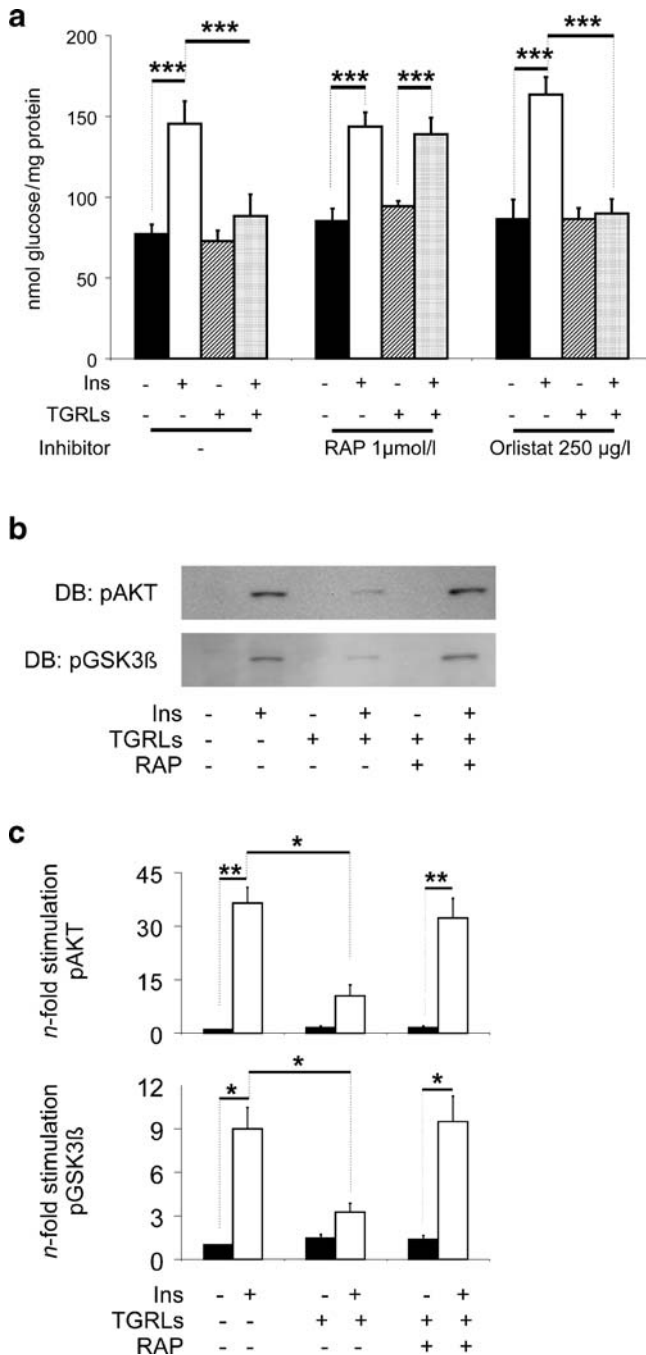 a
*** ***
*** *** ***
*** ***
200
150
100
50
0
nmol glucose/mg protein
Ins - + - + - + - + - + - +
TGRLs - - + + - - + + - - + +
Inhibitor - RAP 1µmol/l Orlistat 250 µg/l
b
DB: pAKT
DB: pGSK3ß
Ins - + - + - +
TGRLs - - + + + +
RAP - - - - + +
c
** * **
45
30
15
0
n-fold stimulation
pAKT
* * *
12
9
6
3
0
n-fold stimulation
pGSK3ß
Ins - + - + - +
TGRLs - - + + + +
RAP - - - - + +